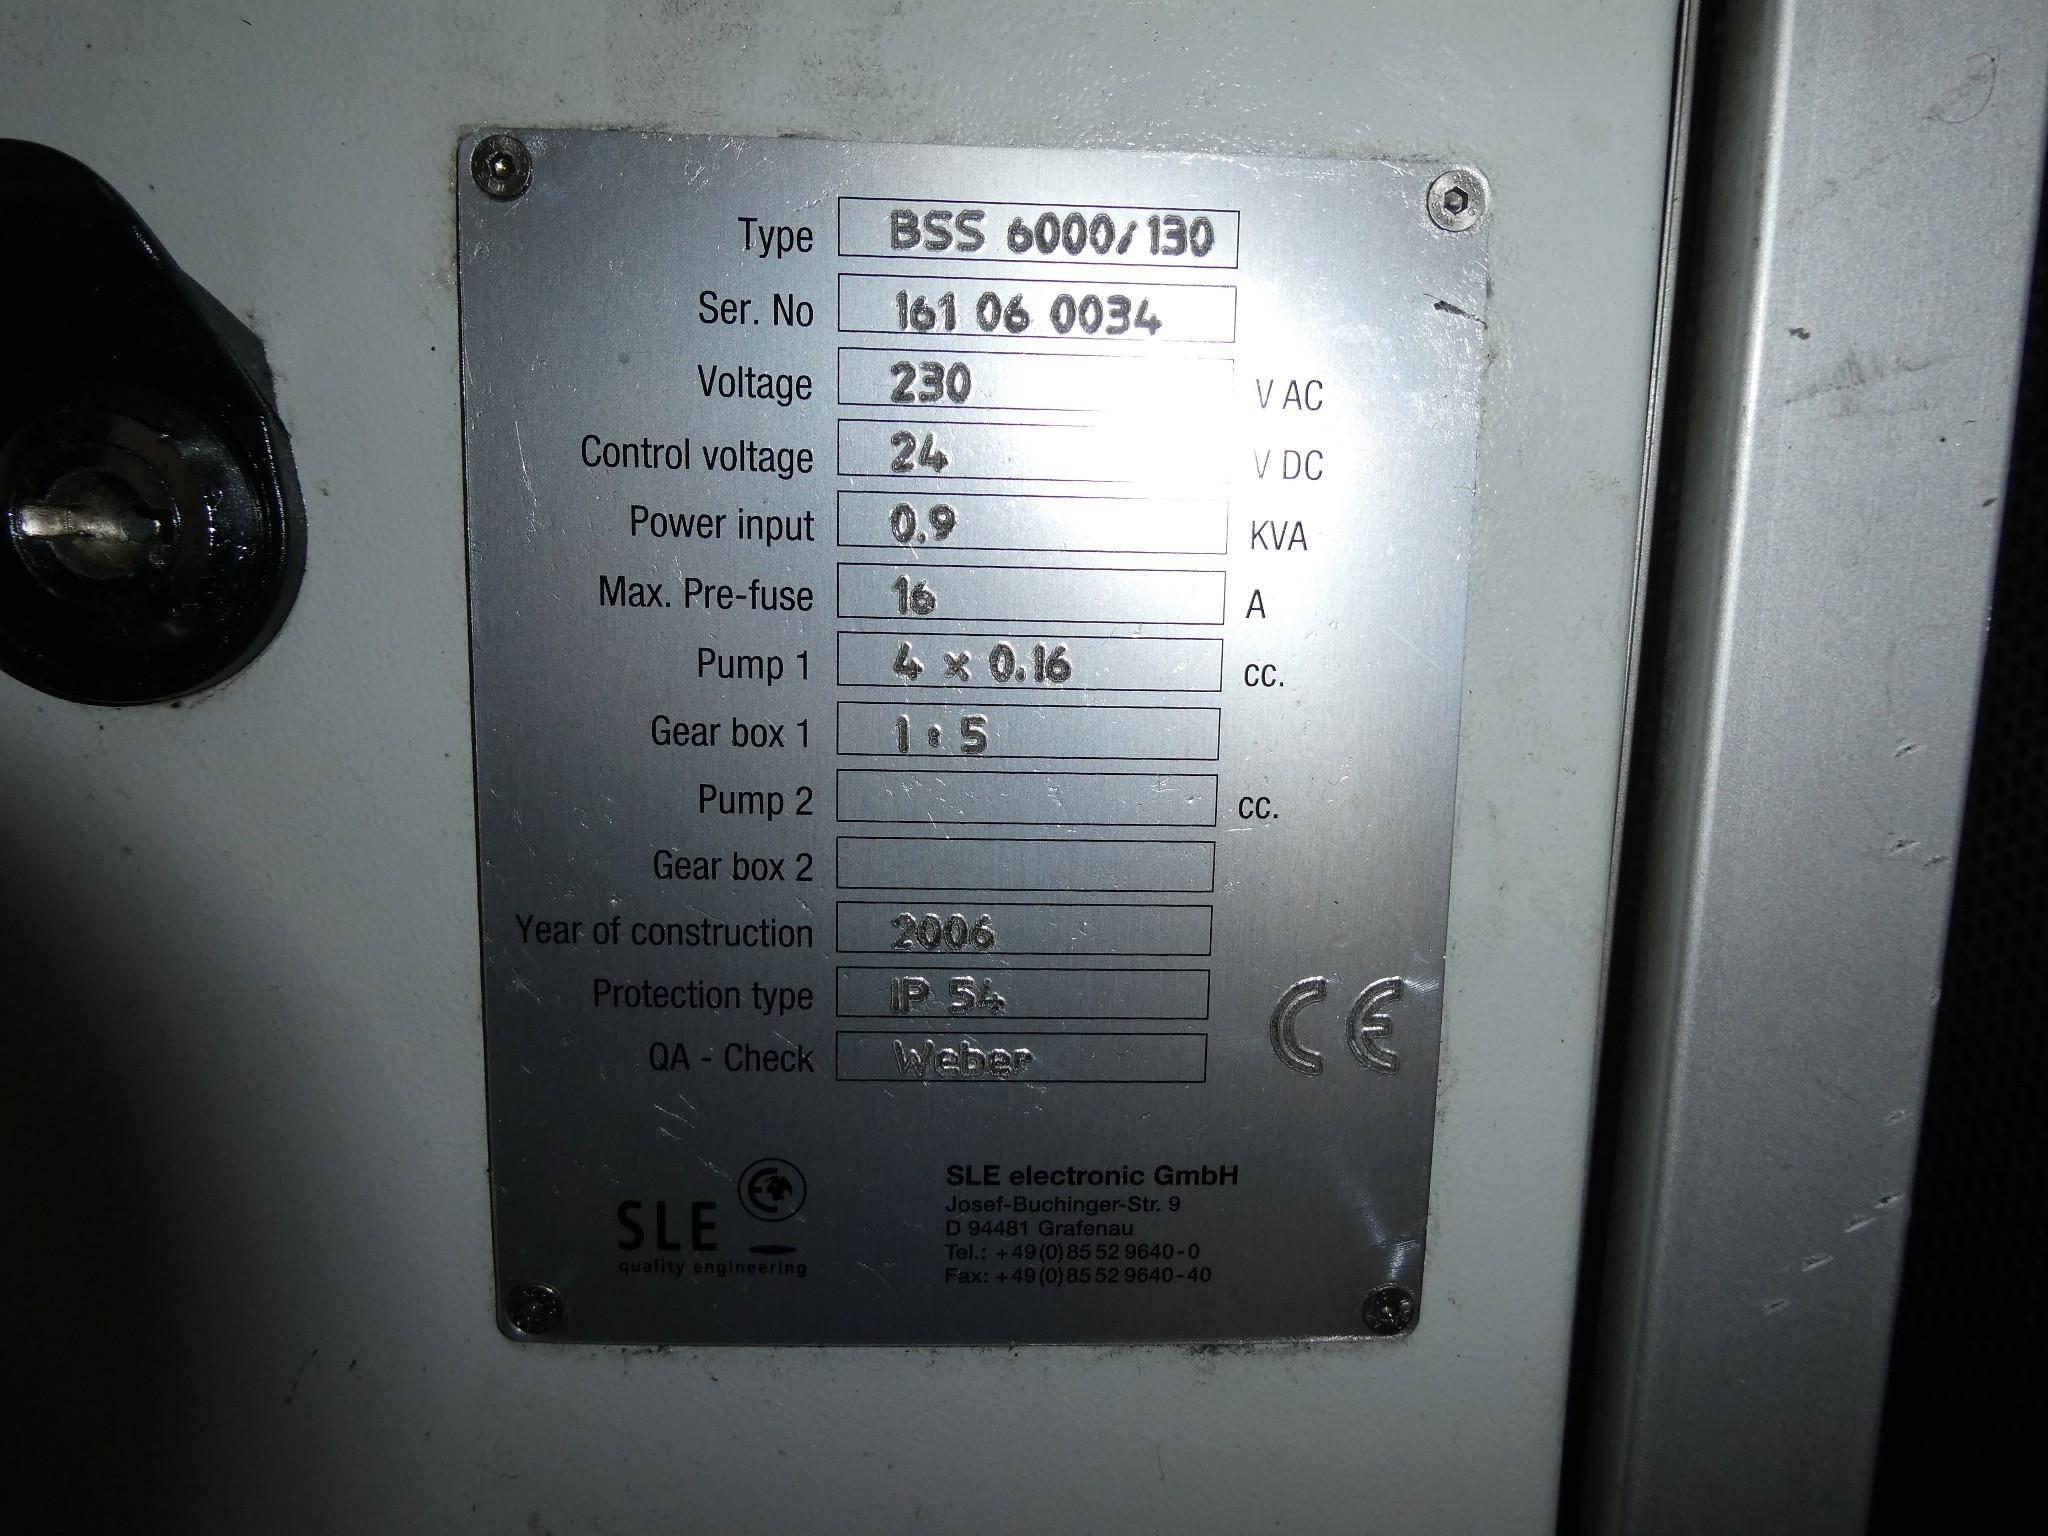 Type BSS 6000/130
Ser. No 161 06 0034
Voltage 230 V AC
Control voltage 24 V DC
Power input 0.9 KVA
Max. Pre-fuse 16 A
Pump 1 4 x 0.16 cc.
Gear box 1 1:5
Pump 2 cc.
Gear box 2
Year of construction 2006
Protection type IP 54
QA - Check Weber
CE
SLE
quality engineering
SLE electronic GmbH
Josef-Buchinger-Str. 9
D 94481 Grafenau
Tel.: +49(0)85 52 9640-0
Fax: +49(0)85 52 9640-40